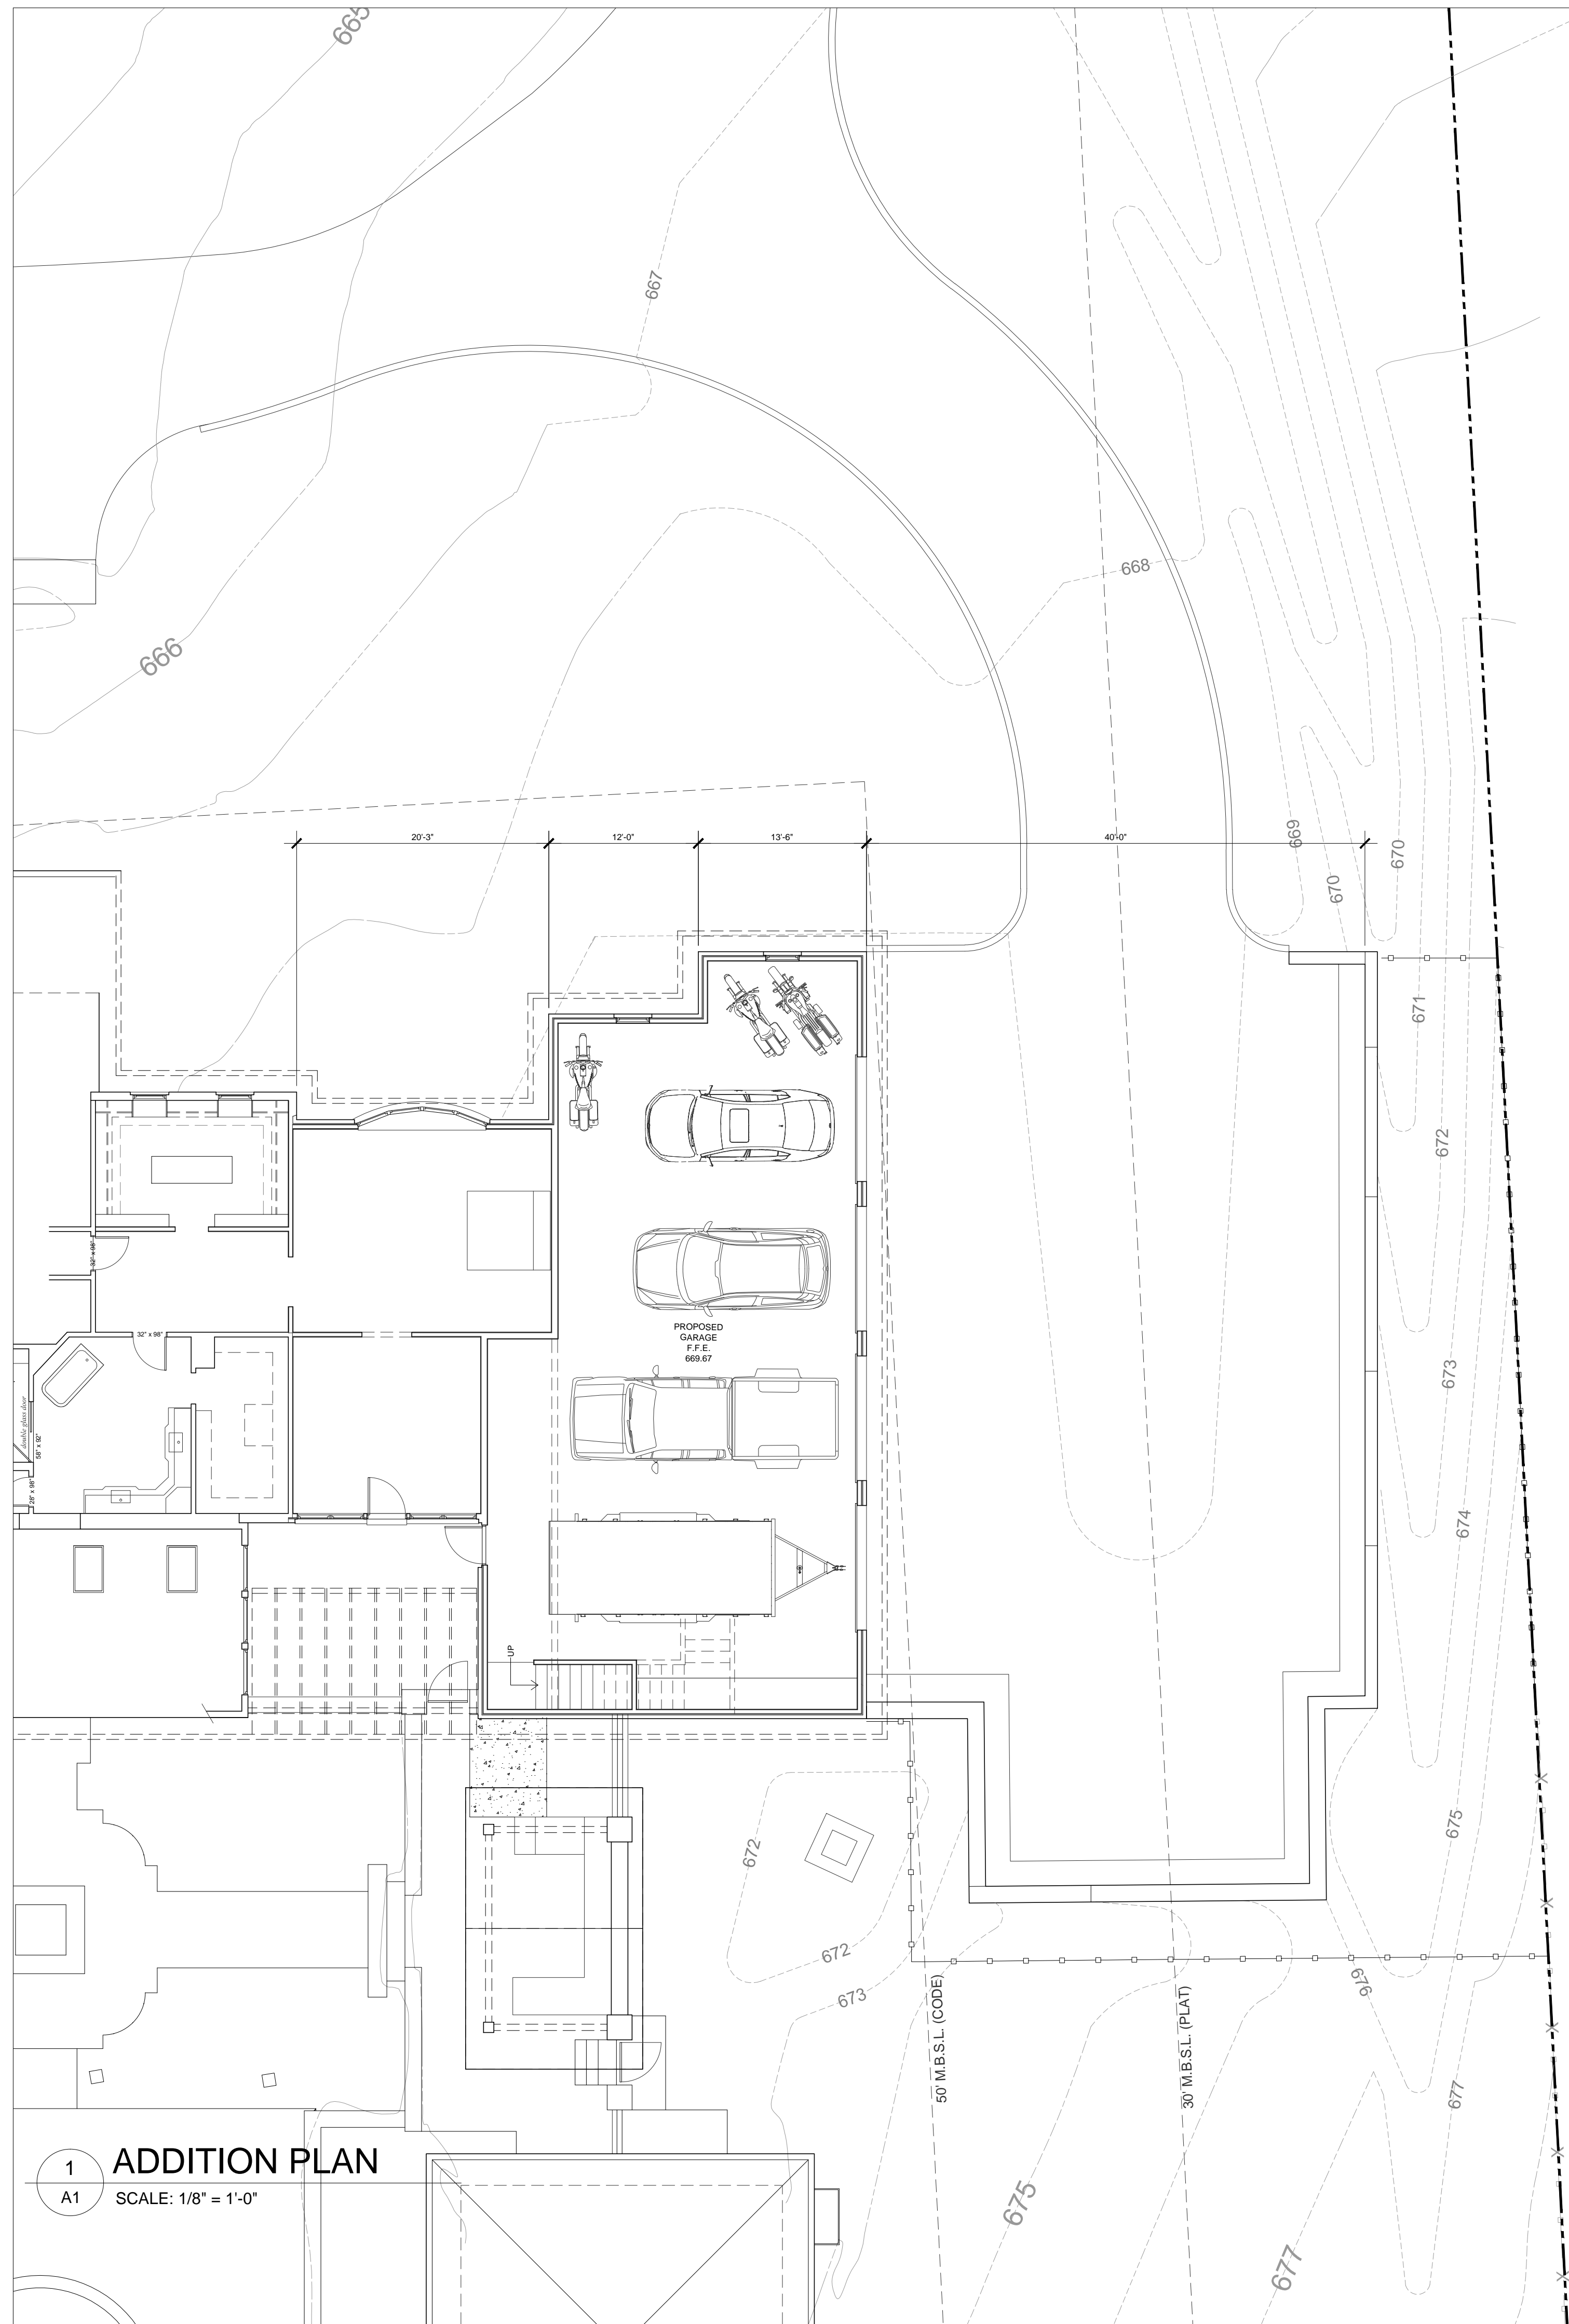 665
667
668
666
20'-3"
12'-0"
13'-6"
40'-0"
669
670
670
671
672
32" x 98"
32" x 98"
PROPOSED
GARAGE
F.F.E.
669.67
673
double glass door
58" x 92"
28" x 98"
674
UP
672
675
672
673
676
50' M.B.S.L. (CODE)
30' M.B.S.L. (PLAT)
677
1
A1
ADDITION PLAN
SCALE: 1/8" = 1'-0"
675
677